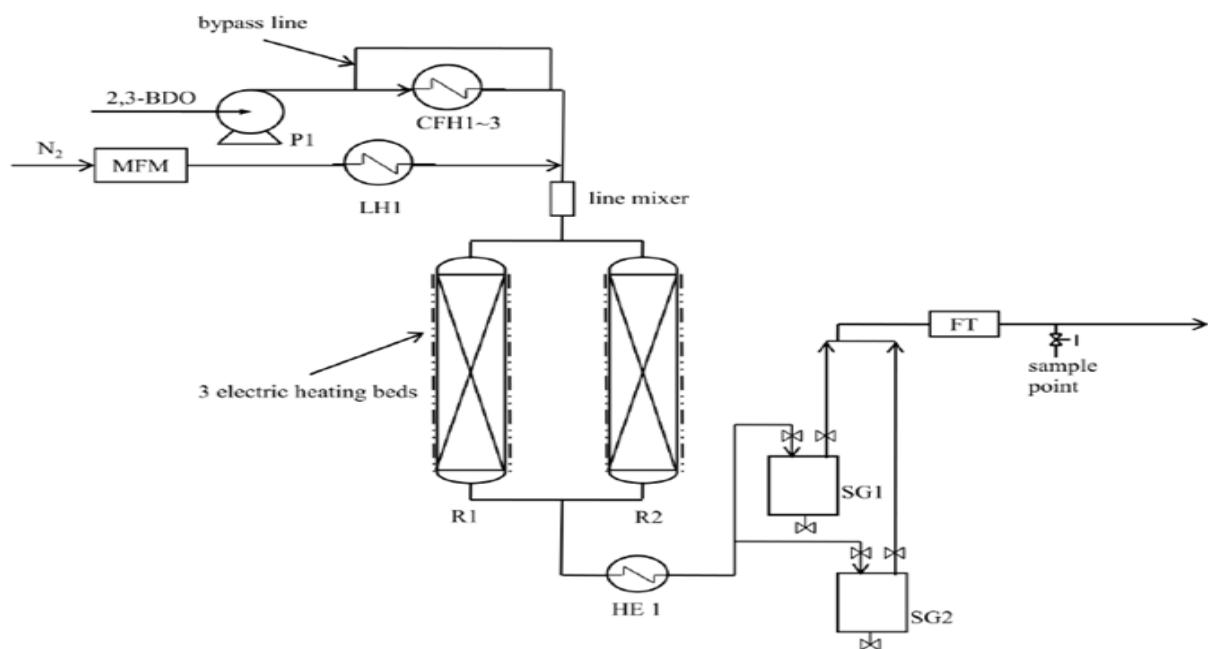 bypass line
2,3-BDO
CFH1~3
P1
N₂
MFM
LH1
line mixer
FT
sample
point
3 electric heating beds
SG1
R1
R2
HE 1
SG2